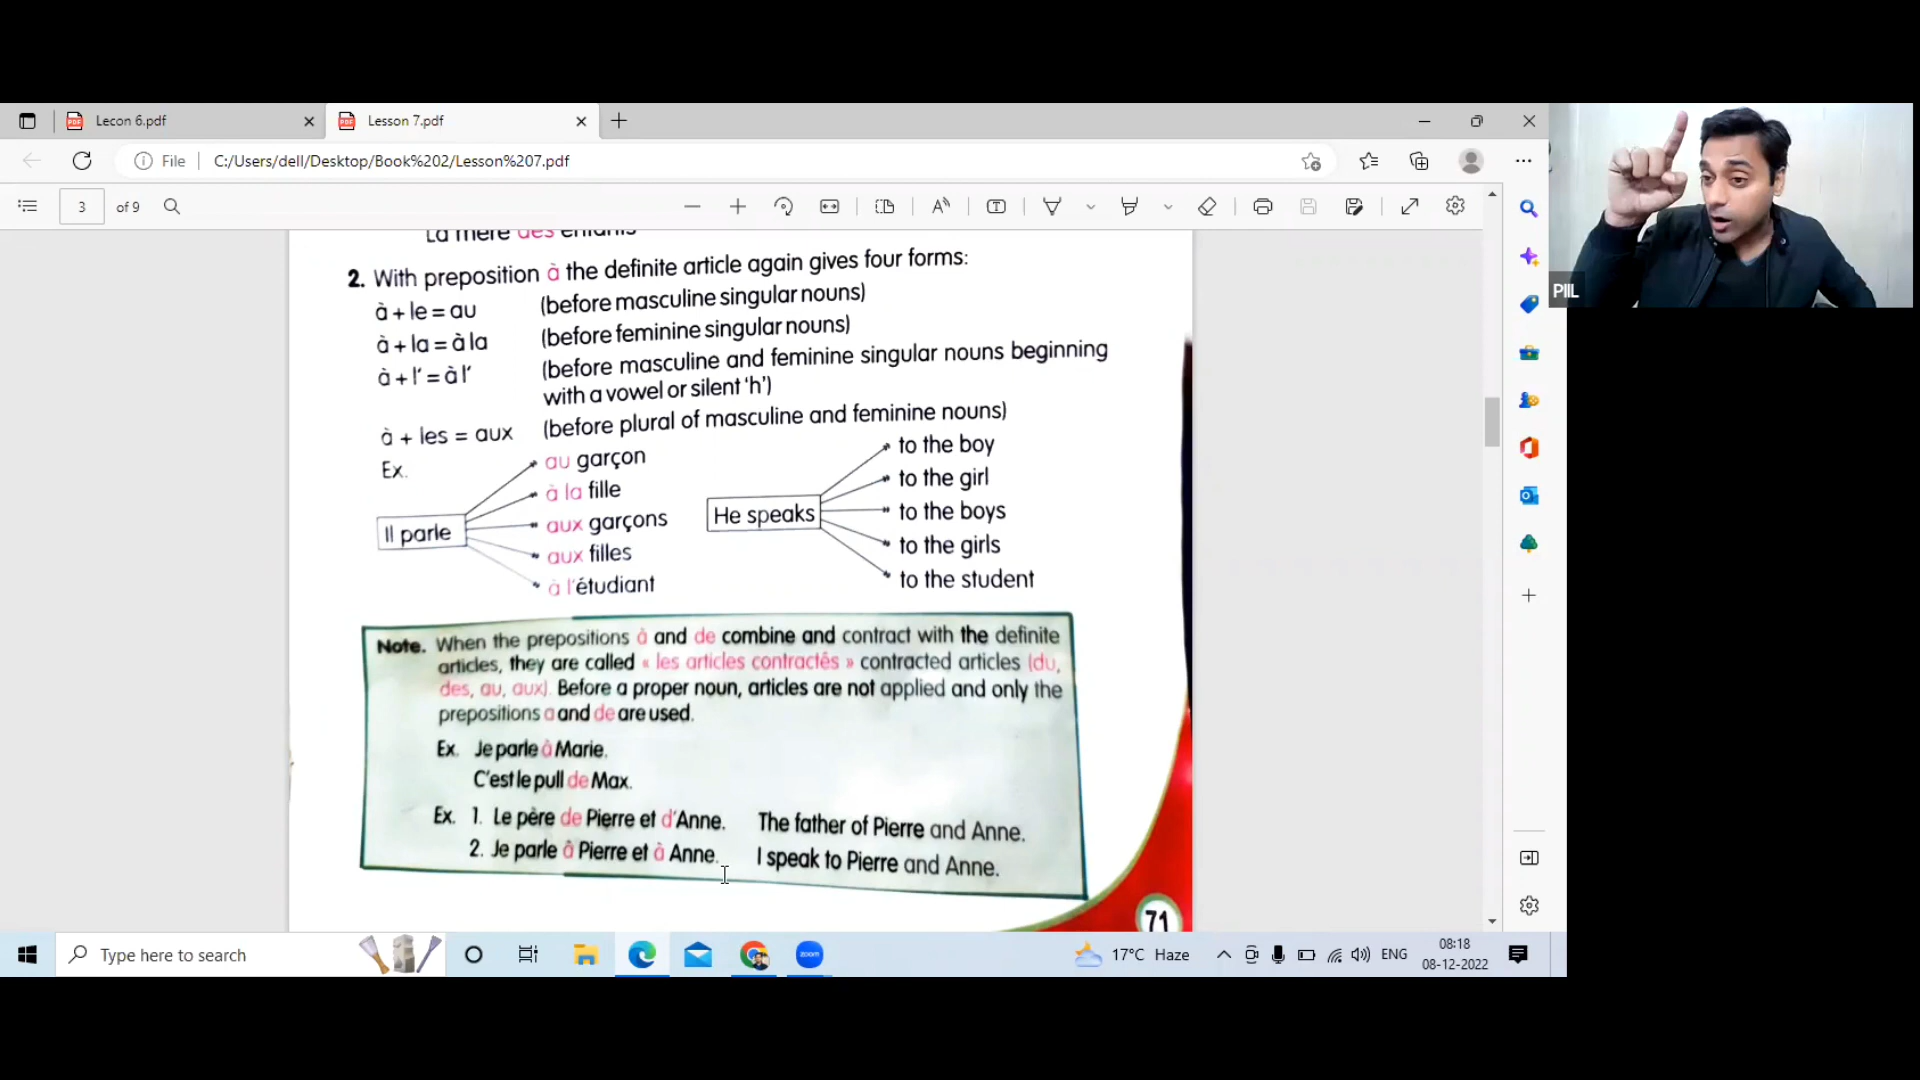 Lecon 6.pdf
Lesson 7.pdf
File
C:/Users/dell/Desktop/Book%202/Lesson%207.pdf
3 of 9
La mère des enfants
2. With preposition à the definite article again gives four forms:
à + le = au (before masculine singular nouns)
à + la = à la (before feminine singular nouns)
à + l' = à l' (before masculine and feminine singular nouns beginning
with a vowel or silent 'h')
à + les = aux (before plural of masculine and feminine nouns)
Ex.
Il parle
au garçon
à la fille
aux garçons
aux filles
à l'étudiant
He speaks
to the boy
to the girl
to the boys
to the girls
to the student
Note. When the prepositions à and de combine and contract with the definite
articles, they are called « les articles contractés » contracted articles (du,
des, au, aux). Before a proper noun, articles are not applied and only the
prepositions a and de are used.
Ex. Je parle à Marie.
C'est le pull de Max.
Ex. 1. Le père de Pierre et d'Anne. The father of Pierre and Anne.
2. Je parle à Pierre et à Anne. I speak to Pierre and Anne.
71
PIIL
Type here to search
zoom
17°C Haze
ENG
08:18
08-12-2022